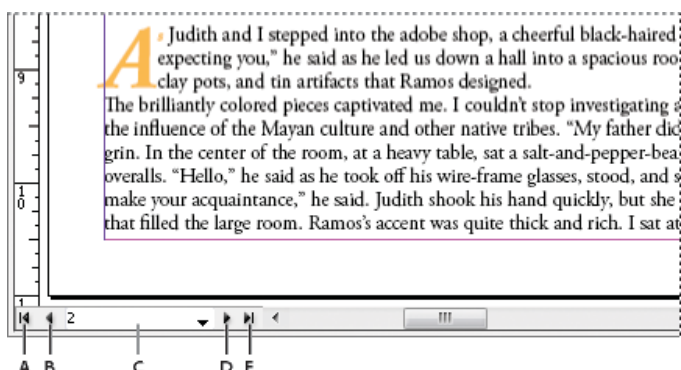 As Judith and I stepped into the adobe shop, a cheerful black-haired
expecting you,” he said as he led us down a hall into a spacious roo
clay pots, and tin artifacts that Ramos designed.
The brilliantly colored pieces captivated me. I couldn’t stop investigating a
the influence of the Mayan culture and other native tribes. “My father did
grin. In the center of the room, at a heavy table, sat a salt-and-pepper-bea
overalls. “Hello,” he said as he took off his wire-frame glasses, stood, and s
make your acquaintance,” he said. Judith shook his hand quickly, but she
that filled the large room. Ramos’s accent was quite thick and rich. I sat at
9
10
1
2
A B C D E